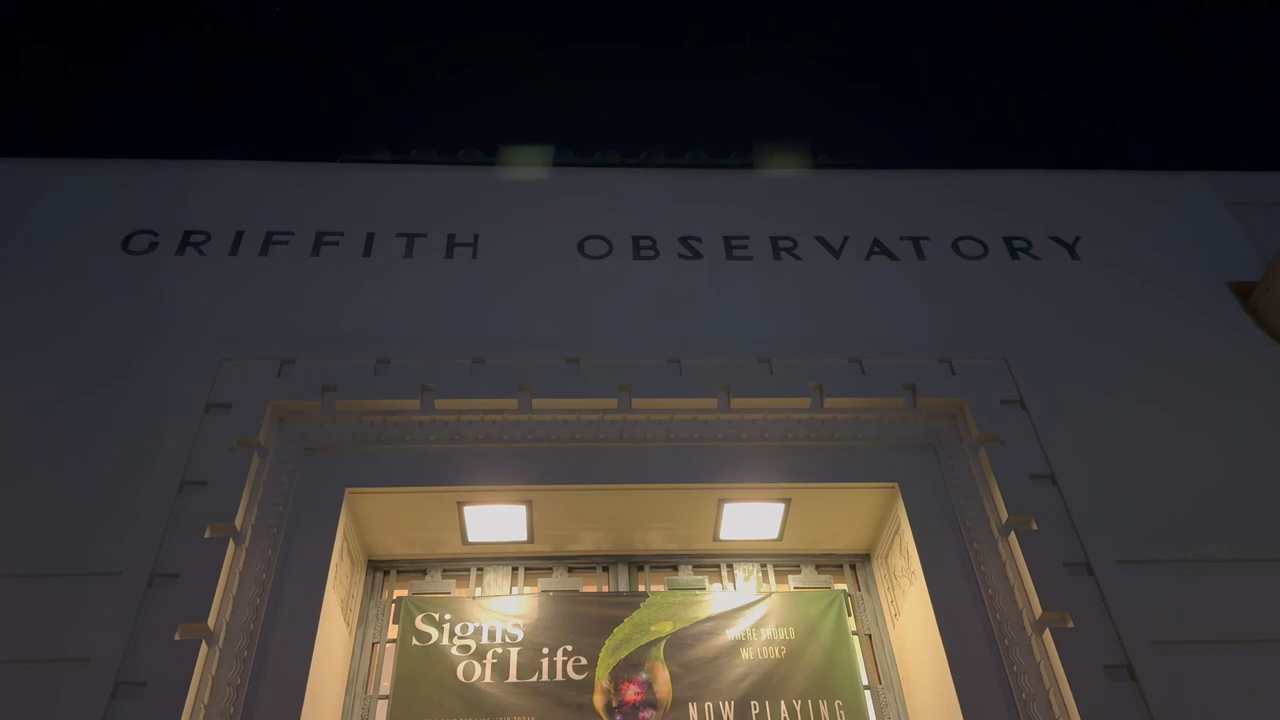 GRIFFITH OBSERVATORY
Signs
of Life
WHERE SHOULD
WE LOOK?
NOW PLAYING